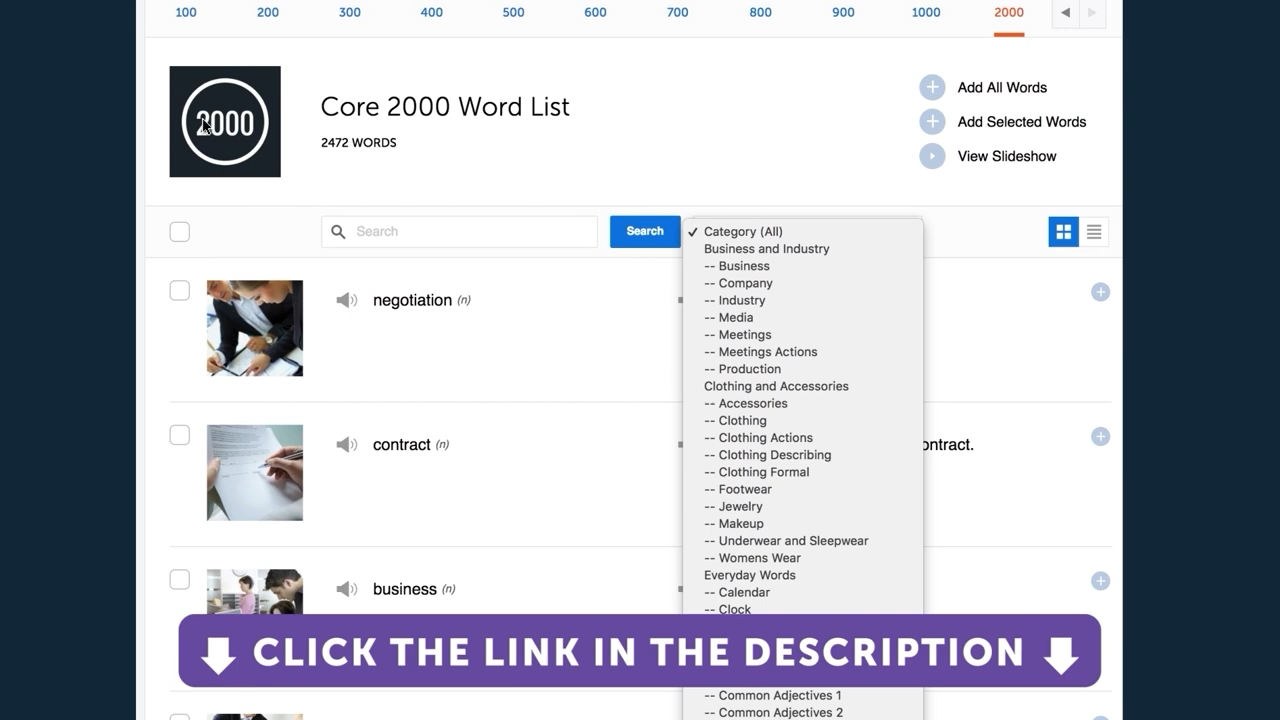 100 200 300 400 500 600 700 800 900 1000 2000
2000
Core 2000 Word List
2472 WORDS
Add All Words
Add Selected Words
View Slideshow
Search
Search
Category (All)
Business and Industry
-- Business
-- Company
-- Industry
-- Media
-- Meetings
-- Meetings Actions
-- Production
Clothing and Accessories
-- Accessories
-- Clothing
-- Clothing Actions
-- Clothing Describing
-- Clothing Formal
-- Footwear
-- Jewelry
-- Makeup
-- Underwear and Sleepwear
-- Womens Wear
Everyday Words
-- Calendar
-- Clock
-- Common Adjectives 1
-- Common Adjectives 2
negotiation (n)
contract (n)
ontract.
business (n)
CLICK THE LINK IN THE DESCRIPTION